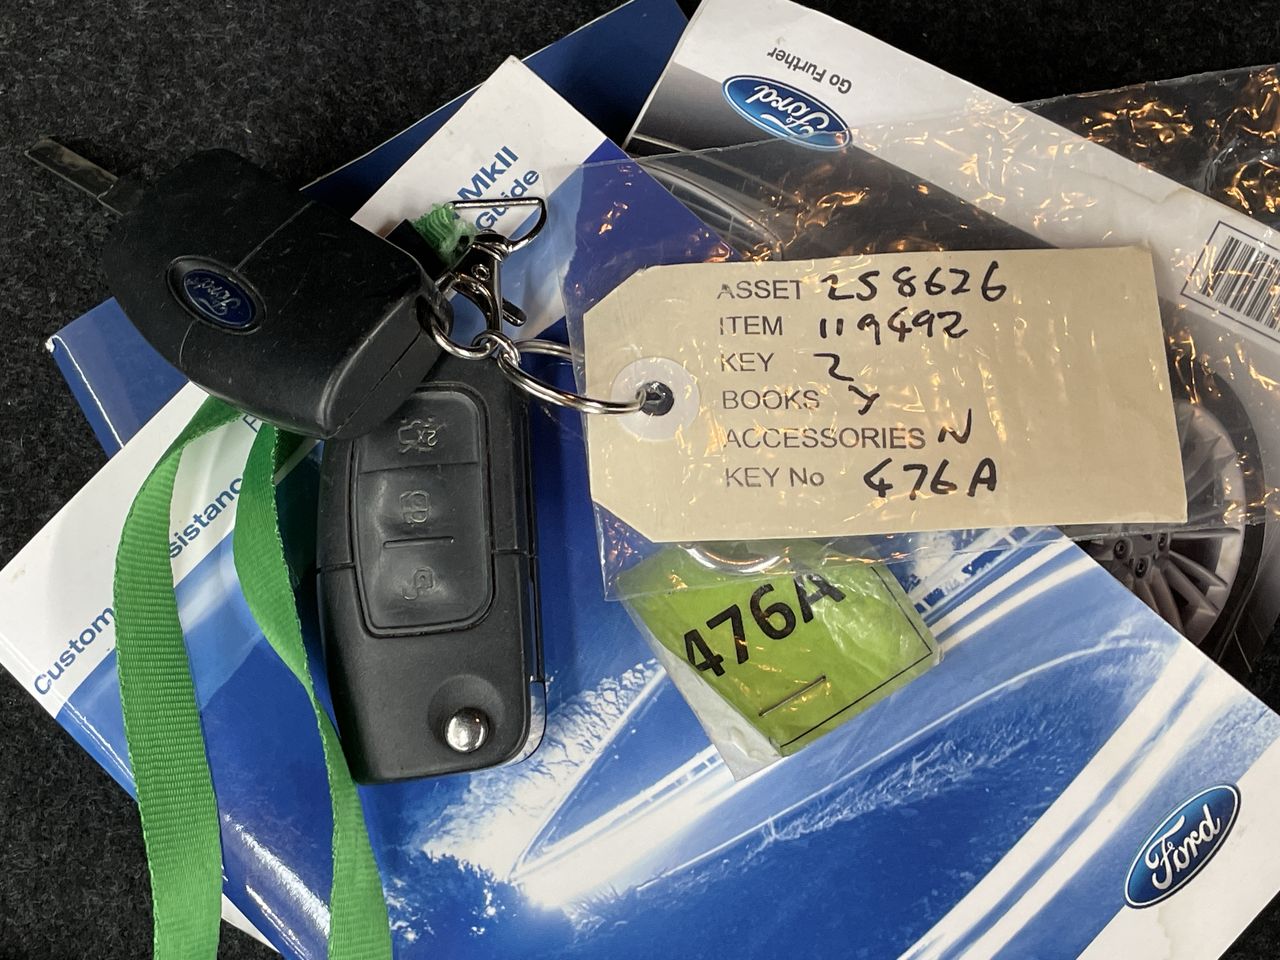 Go Further
Ford
MkII
Guide
Ford
ASSET 258626
ITEM 119492
KEY 2
BOOKS Y
ACCESSORIES N
KEY No 476A
2x
476A
Ford